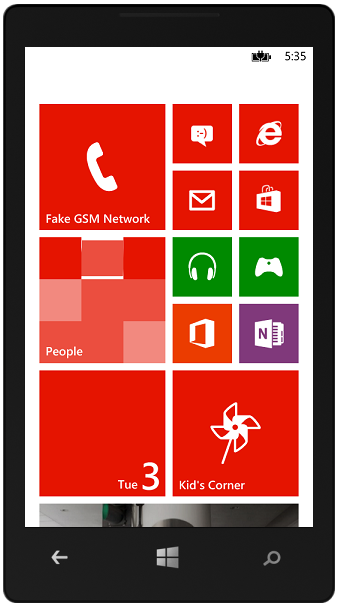 5:35
:-)
Fake GSM Network
People
N
Tue 3
Kid's Corner